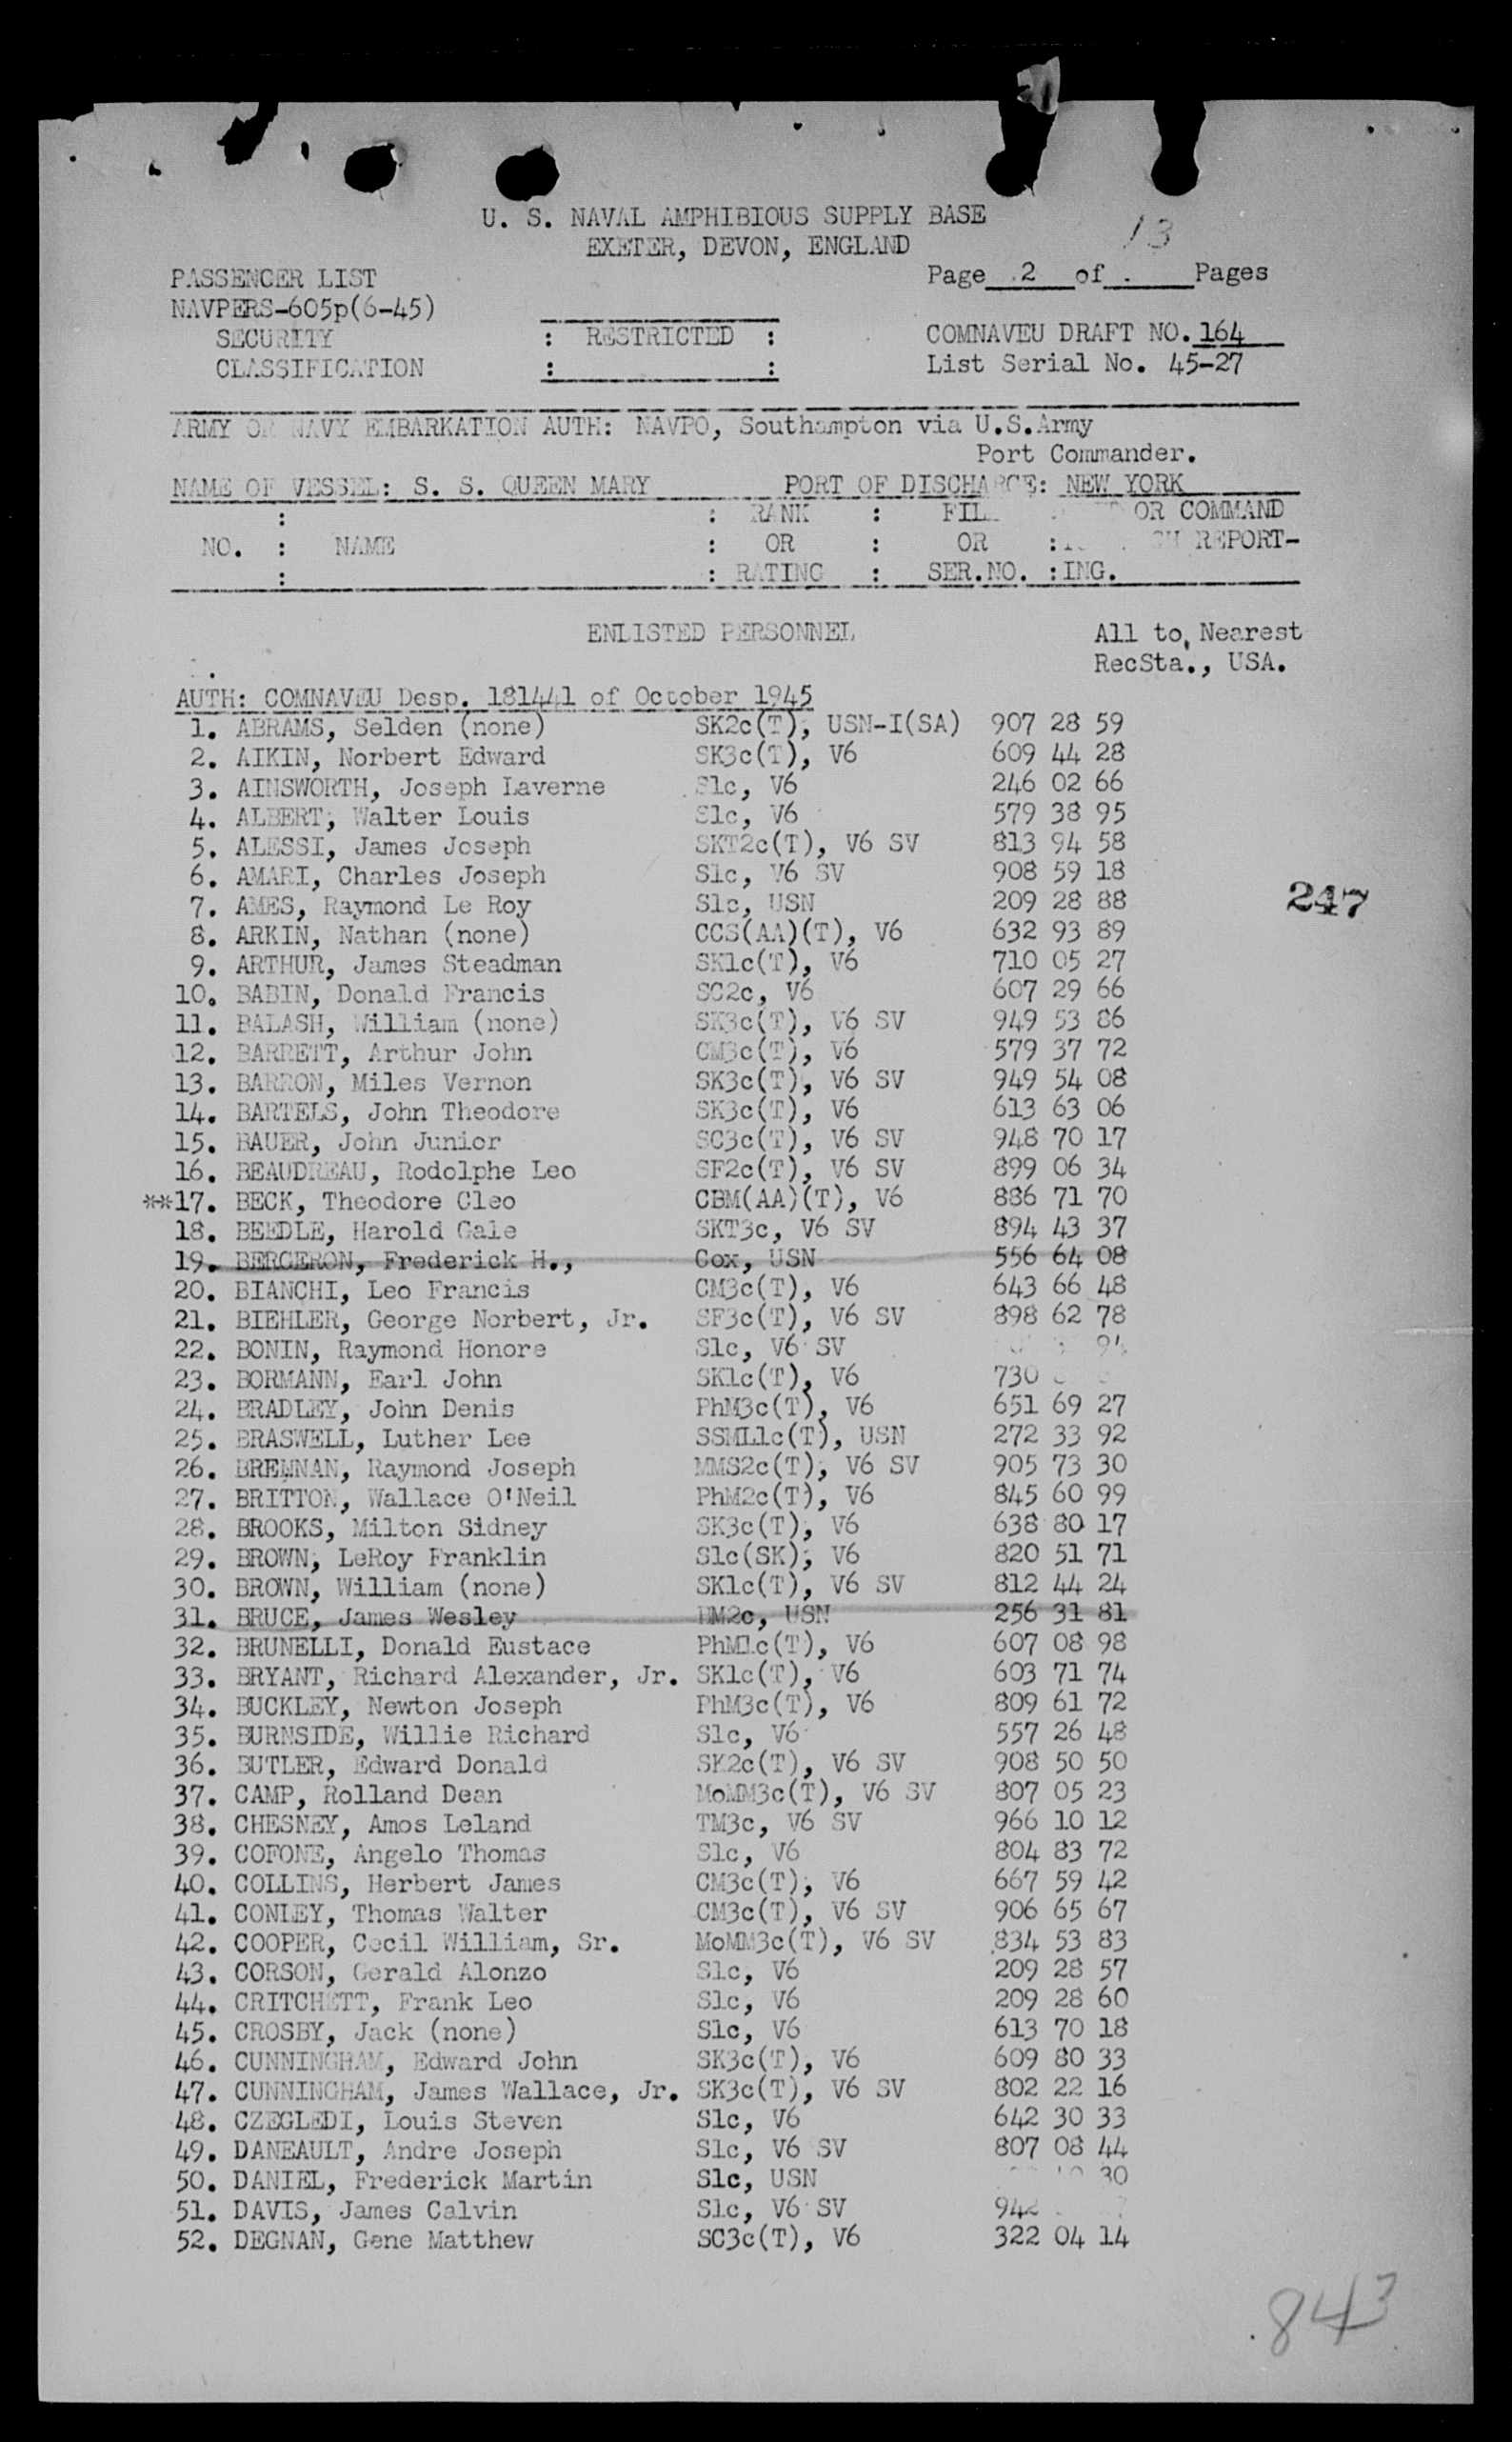 U. S. NAVAL AMPHIBIOUS SUPPLY BASE
EXETER, DEVON, ENGLAND
13
PASSENGER LIST
Page 2 of . Pages
NAVPERS-605p(6-45)
SECURITY : RESTRICTED : COMNAVEU DRAFT NO. 164
CLASSIFICATION : : List Serial No. 45-27
ARMY OR NAVY EMBARKATION AUTH: NAVPO, Southampton via U.S.Army
Port Commander.
NAME OF VESSEL: S. S. QUEEN MARY PORT OF DISCHARGE: NEW YORK
: : RANK : OR COMMAND
NO. : NAME : OR : OR : REPORT-
: : RATING : SER.NO. :ING.
ENLISTED PERSONNEL All to Nearest
RecSta., USA.
AUTH: COMNAVEU Desp. 181441 of October 1945
1. ABRAMS, Selden (none) SK2c(T), USN-I(SA) 907 28 59
2. AIKIN, Norbert Edward SK3c(T), V6 609 44 28
3. AINSWORTH, Joseph Laverne S1c, V6 246 02 66
4. ALBERT, Walter Louis S1c, V6 579 38 95
5. ALESSI, James Joseph SKT2c(T), V6 SV 813 94 58
6. AMARI, Charles Joseph S1c, V6 SV 908 59 18
7. AMES, Raymond Le Roy S1c, USN 209 28 88
247
8. ARKIN, Nathan (none) CCS(AA)(T), V6 632 93 89
9. ARTHUR, James Steadman SK1c(T), V6 710 05 27
10. BABIN, Donald Francis SC2c, V6 607 29 66
11. BALASH, William (none) SK3c(T), V6 SV 949 53 86
12. BARRETT, Arthur John CM3c(T), V6 579 37 72
13. BARRON, Miles Vernon SK3c(T), V6 SV 949 54 08
14. BARTELS, John Theodore SK3c(T), V6 613 63 06
15. BAUER, John Junior SC3c(T), V6 SV 948 70 17
16. BEAUDREAU, Rodolphe Leo SF2c(T), V6 SV 899 06 34
**17. BECK, Theodore Cleo CBM(AA)(T), V6 886 71 70
18. BEEDLE, Harold Gale SKT3c, V6 SV 894 43 37
19. BERGERON, Frederick H., Cox, USN 556 64 08
20. BIANCHI, Leo Francis CM3c(T), V6 643 66 48
21. BIEHLER, George Norbert, Jr. SF3c(T), V6 SV 898 62 78
22. BONIN, Raymond Honore S1c, V6 SV
23. BORMANN, Earl John SK1c(T), V6 730
24. BRADLEY, John Denis PhM3c(T), V6 651 69 27
25. BRASWELL, Luther Lee SSML1c(T), USN 272 33 92
26. BRENNAN, Raymond Joseph MMS2c(T), V6 SV 905 73 30
27. BRITTON, Wallace O'Neil PhM2c(T), V6 845 60 99
28. BROOKS, Milton Sidney SK3c(T), V6 638 80 17
29. BROWN, LeRoy Franklin S1c(SK), V6 820 51 71
30. BROWN, William (none) SK1c(T), V6 SV 812 44 24
31. BRUCE, James Wesley USN 256 31 81
32. BRUNELLI, Donald Eustace PhM1c(T), V6 607 08 98
33. BRYANT, Richard Alexander, Jr. SK1c(T), V6 603 71 74
34. BUCKLEY, Newton Joseph PhM3c(T), V6 809 61 72
35. BURNSIDE, Willie Richard S1c, V6 557 26 48
36. BUTLER, Edward Donald SK2c(T), V6 SV 908 50 50
37. CAMP, Rolland Dean MoMM3c(T), V6 SV 807 05 23
38. CHESNEY, Amos Leland TM3c, V6 SV 966 10 12
39. COFONE, Angelo Thomas S1c, V6 804 83 72
40. COLLINS, Herbert James CM3c(T), V6 667 59 42
41. CONLEY, Thomas Walter CM3c(T), V6 SV 906 65 67
42. COOPER, Cecil William, Sr. MoMM3c(T), V6 SV 834 53 83
43. CORSON, Gerald Alonzo S1c, V6 209 28 57
44. CRITCHETT, Frank Leo S1c, V6 209 28 60
45. CROSBY, Jack (none) S1c, V6 613 70 18
46. CUNNINGHAM, Edward John SK3c(T), V6 609 80 33
47. CUNNINGHAM, James Wallace, Jr. SK3c(T), V6 SV 802 22 16
48. CZEGLEDI, Louis Steven S1c, V6 642 30 33
49. DANEAULT, Andre Joseph S1c, V6 SV 807 08 44
50. DANIEL, Frederick Martin S1c, USN 30
51. DAVIS, James Calvin S1c, V6 SV 942
52. DEGNAN, Gene Matthew SC3c(T), V6 322 04 14
843